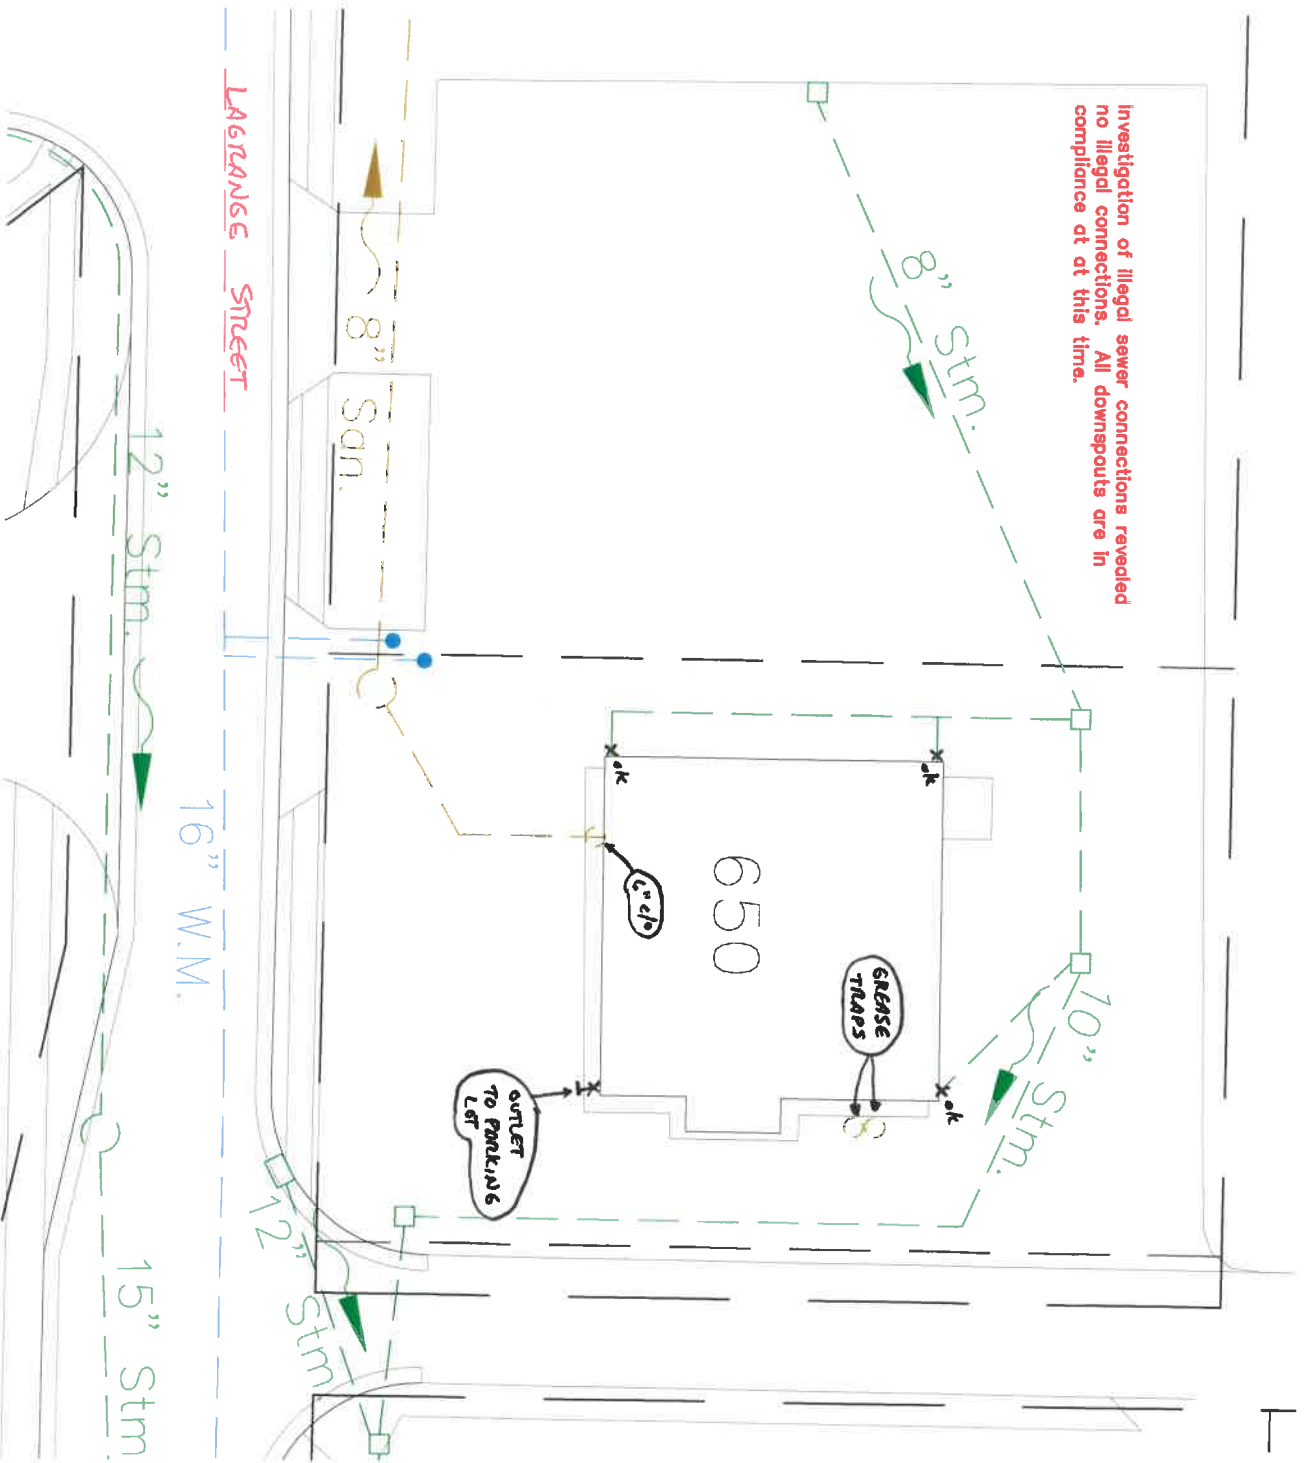 investigation of illegal sewer connections revealed
no illegal connections. All downspouts are in
compliance at at this time.
8" Stm.
10" Stm.
ok
ok
ok
650
GREASE
TRAPS
6" c/o
OUTLET
TO PARKING
LOT
8" San.
LAGRANGE STREET
16" W.M.
12" Stm.
12" Stm
15" Stm.